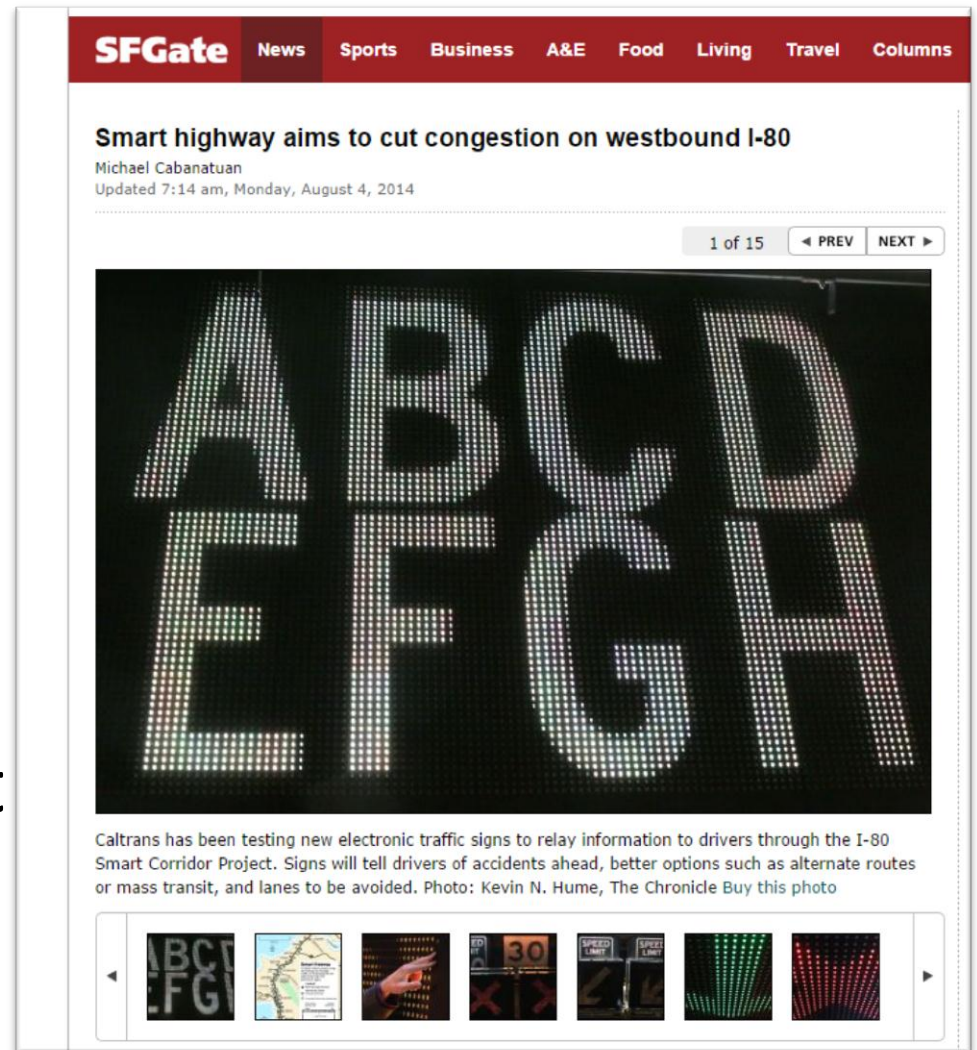 SFGate News Sports Business A&E Food Living Travel Columns
Smart highway aims to cut congestion on westbound I-80
Michael Cabanatuan
Updated 7:14 am, Monday, August 4, 2014
1 of 15 ◄ PREV NEXT ►
ABCD
EFGH
Caltrans has been testing new electronic traffic signs to relay information to drivers through the I-80
Smart Corridor Project. Signs will tell drivers of accidents ahead, better options such as alternate routes
or mass transit, and lanes to be avoided. Photo: Kevin N. Hume, The Chronicle Buy this photo
ABCD
EFG
30
SPEED LIMIT
SPEED LIMIT